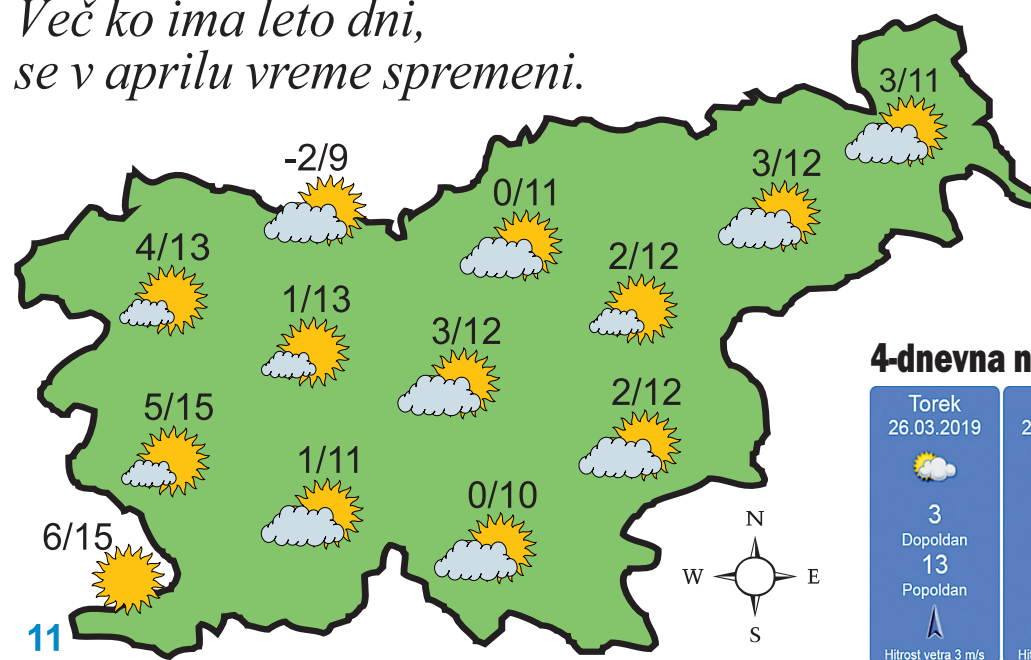 Več ko ima leto dni,
se v aprilu vreme spremeni.
3/11
-2/9
3/12
0/11
4/13
2/12
1/13
3/12
2/12
5/15
1/11
0/10
6/15
N
W
E
S
11
4-dnevna n
Torek
26.03.2019
3
Dopoldan
13
Popoldan
Hitrost vetra 3 m/s
2
Hi